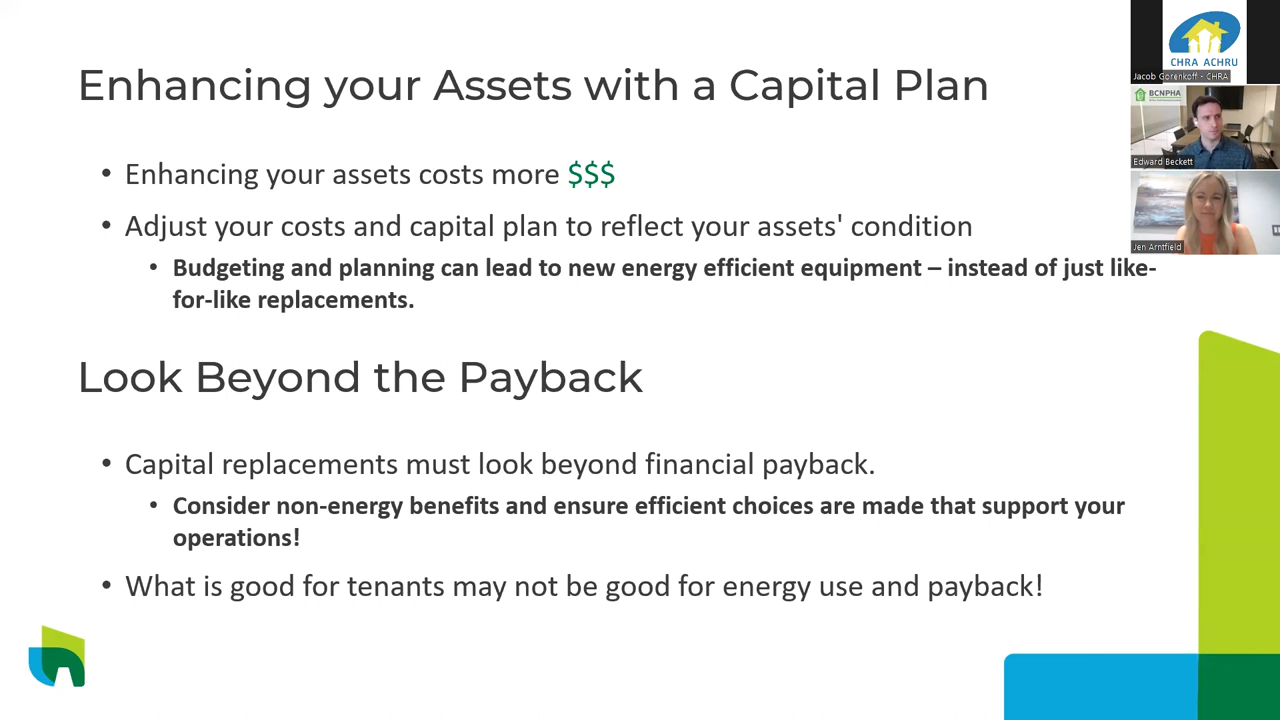 Enhancing your Assets with a Capital Plan
• Enhancing your assets costs more $$$
• Adjust your costs and capital plan to reflect your assets' condition
• Budgeting and planning can lead to new energy efficient equipment – instead of just like-
for-like replacements.
Look Beyond the Payback
• Capital replacements must look beyond financial payback.
• Consider non-energy benefits and ensure efficient choices are made that support your
operations!
• What is good for tenants may not be good for energy use and payback!
CHRA ACHRU
Jacob Gorenkoff - CHRA
BCNPHA
Edward Beckett
Jen Arntfield